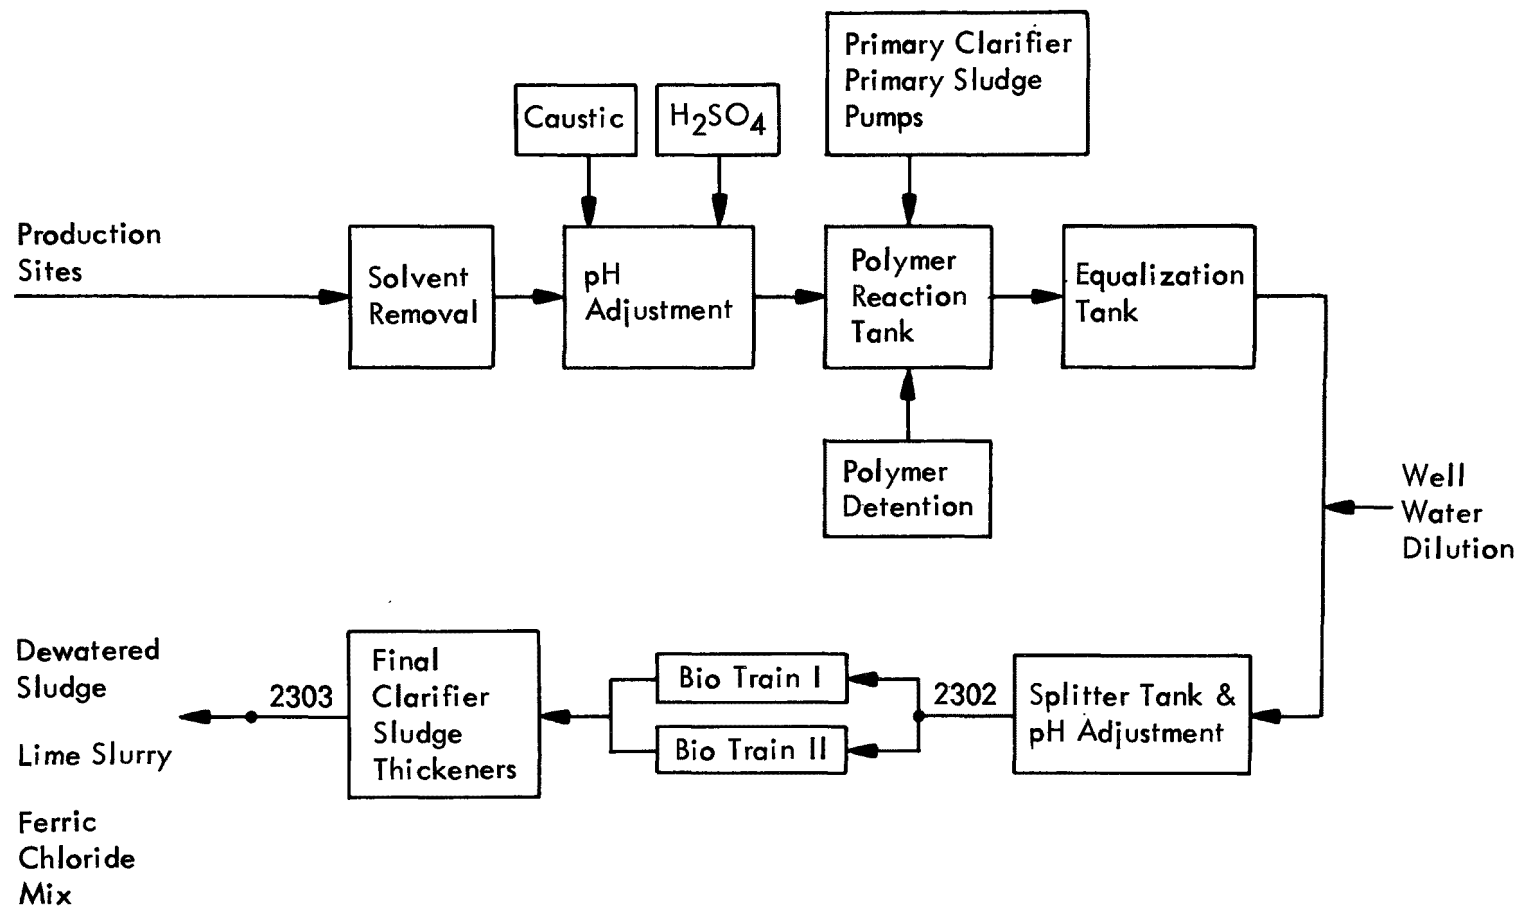 Primary Clarifier
Primary Sludge
Pumps
Caustic
H₂SO₄
Production
Sites
Solvent
Removal
pH
Adjustment
Polymer
Reaction
Tank
Equalization
Tank
Polymer
Detention
Well
Water
Dilution
Dewatered
Sludge
Lime Slurry
Ferric
Chloride
Mix
2303
Final
Clarifier
Sludge
Thickeners
Bio Train I
Bio Train II
2302
Splitter Tank &
pH Adjustment